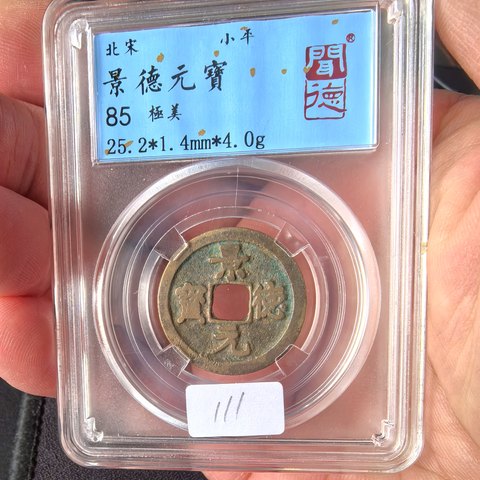 北宋 小平
景德元寶
85 極美
25.2*1.4mm*4.0g
聞德
景德元寶
111